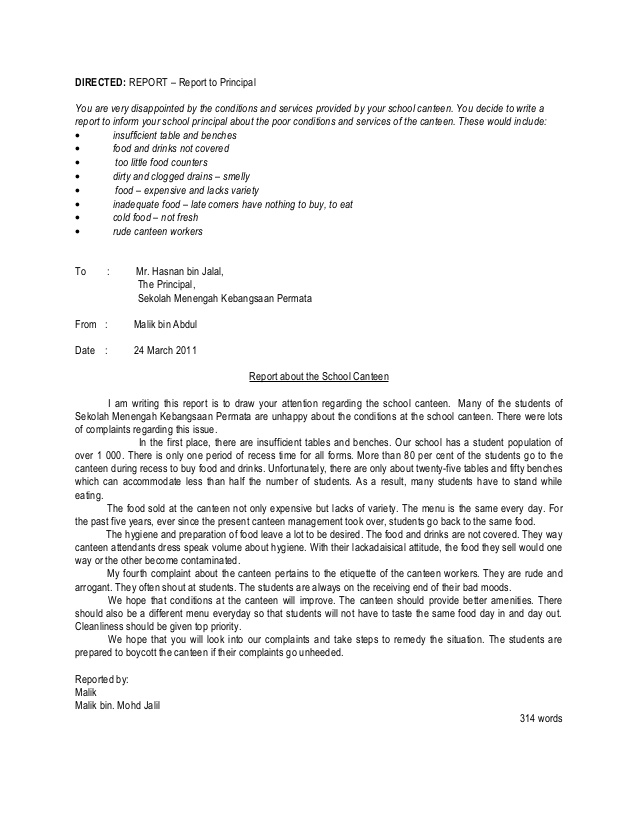 DIRECTED: REPORT – Report to Principal
You are very disappointed by the conditions and services provided by your school canteen. You decide to write a
report to inform your school principal about the poor conditions and services of the canteen. These would include:
• insufficient table and benches
• food and drinks not covered
• too little food counters
• dirty and clogged drains – smelly
• food – expensive and lacks variety
• inadequate food – late comers have nothing to buy, to eat
• cold food – not fresh
• rude canteen workers
To : Mr. Hasnan bin Jalal,
The Principal,
Sekolah Menengah Kebangsaan Permata
From : Malik bin Abdul
Date : 24 March 2011
Report about the School Canteen
I am writing this report is to draw your attention regarding the school canteen. Many of the students of
Sekolah Menengah Kebangsaan Permata are unhappy about the conditions at the school canteen. There were lots
of complaints regarding this issue.
In the first place, there are insufficient tables and benches. Our school has a student population of
over 1 000. There is only one period of recess time for all forms. More than 80 per cent of the students go to the
canteen during recess to buy food and drinks. Unfortunately, there are only about twenty-five tables and fifty benches
which can accommodate less than half the number of students. As a result, many students have to stand while
eating.
The food sold at the canteen not only expensive but lacks of variety. The menu is the same every day. For
the past five years, ever since the present canteen management took over, students go back to the same food.
The hygiene and preparation of food leave a lot to be desired. The food and drinks are not covered. They way
canteen attendants dress speak volume about hygiene. With their lackadaisical attitude, the food they sell would one
way or the other become contaminated.
My fourth complaint about the canteen pertains to the etiquette of the canteen workers. They are rude and
arrogant. They often shout at students. The students are always on the receiving end of their bad moods.
We hope that conditions at the canteen will improve. The canteen should provide better amenities. There
should also be a different menu everyday so that students will not have to taste the same food day in and day out.
Cleanliness should be given top priority.
We hope that you will look into our complaints and take steps to remedy the situation. The students are
prepared to boycott the canteen if their complaints go unheeded.
Reported by:
Malik
Malik bin. Mohd Jalil
314 words